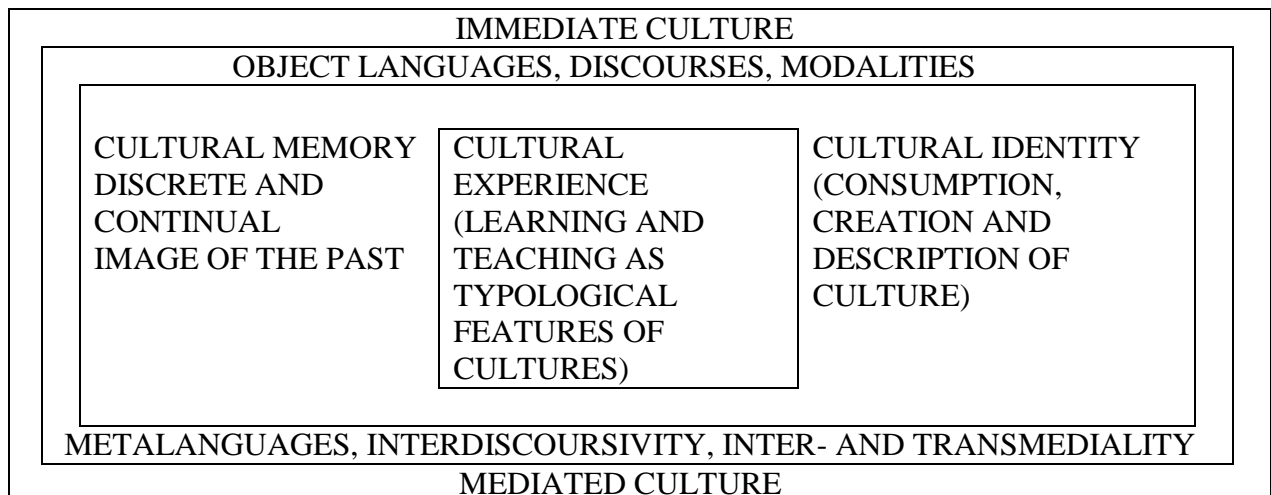 IMMEDIATE CULTURE
OBJECT LANGUAGES, DISCOURSES, MODALITIES
CULTURAL MEMORY
DISCRETE AND
CONTINUAL
IMAGE OF THE PAST
CULTURAL
EXPERIENCE
(LEARNING AND
TEACHING AS
TYPOLOGICAL
FEATURES OF
CULTURES)
CULTURAL IDENTITY
(CONSUMPTION,
CREATION AND
DESCRIPTION OF
CULTURE)
METALANGUAGES, INTERDISCOURSIVITY, INTER- AND TRANSMEDIALITY
MEDIATED CULTURE